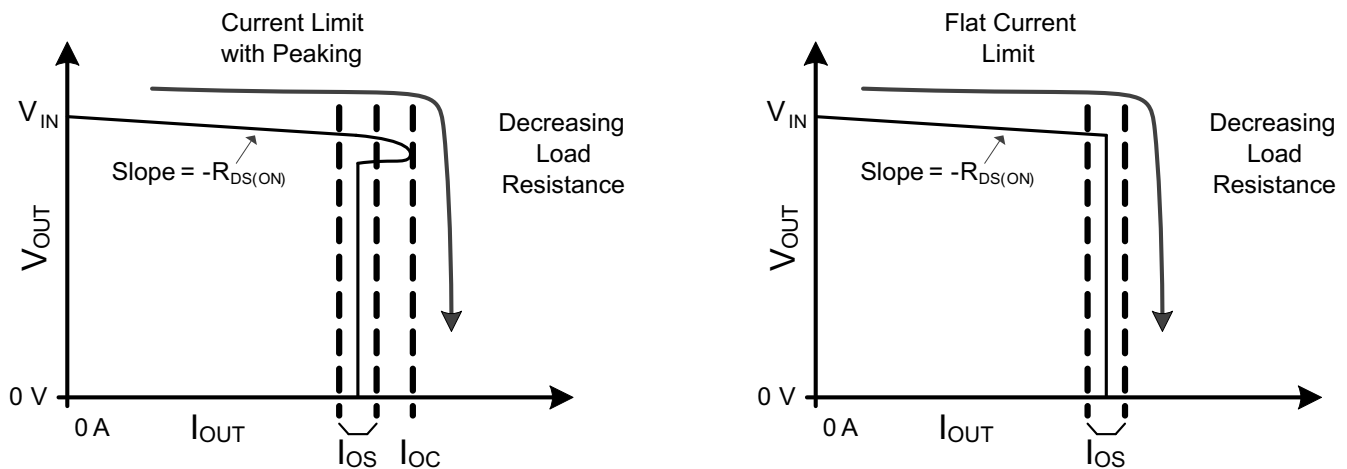 Current Limit
with Peaking
V_IN
Slope = -R_DS(ON)
Decreasing
Load
Resistance
V_OUT
0 V
0 A
I_OUT
I_OS
I_OC
Flat Current
Limit
V_IN
Slope = -R_DS(ON)
Decreasing
Load
Resistance
V_OUT
0 V
0 A
I_OUT
I_OS